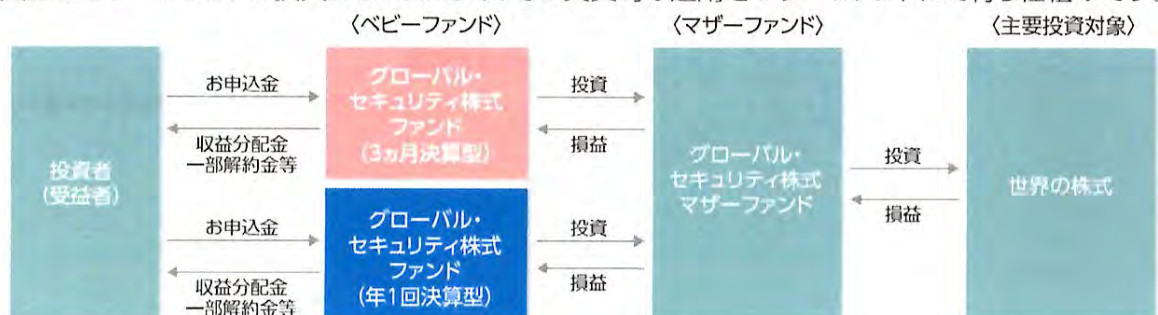 〈ベビーファンド〉
〈マザーファンド〉
〈主要投資対象〉
投資者
(受益者)
お申込金
収益分配金
一部解約金等
グローバル・
セキュリティ株式
ファンド
(3ヵ月決算型)
投資
損益
お申込金
収益分配金
一部解約金等
グローバル・
セキュリティ株式
ファンド
(年1回決算型)
投資
損益
グローバル・
セキュリティ株式
マザーファンド
投資
損益
世界の株式